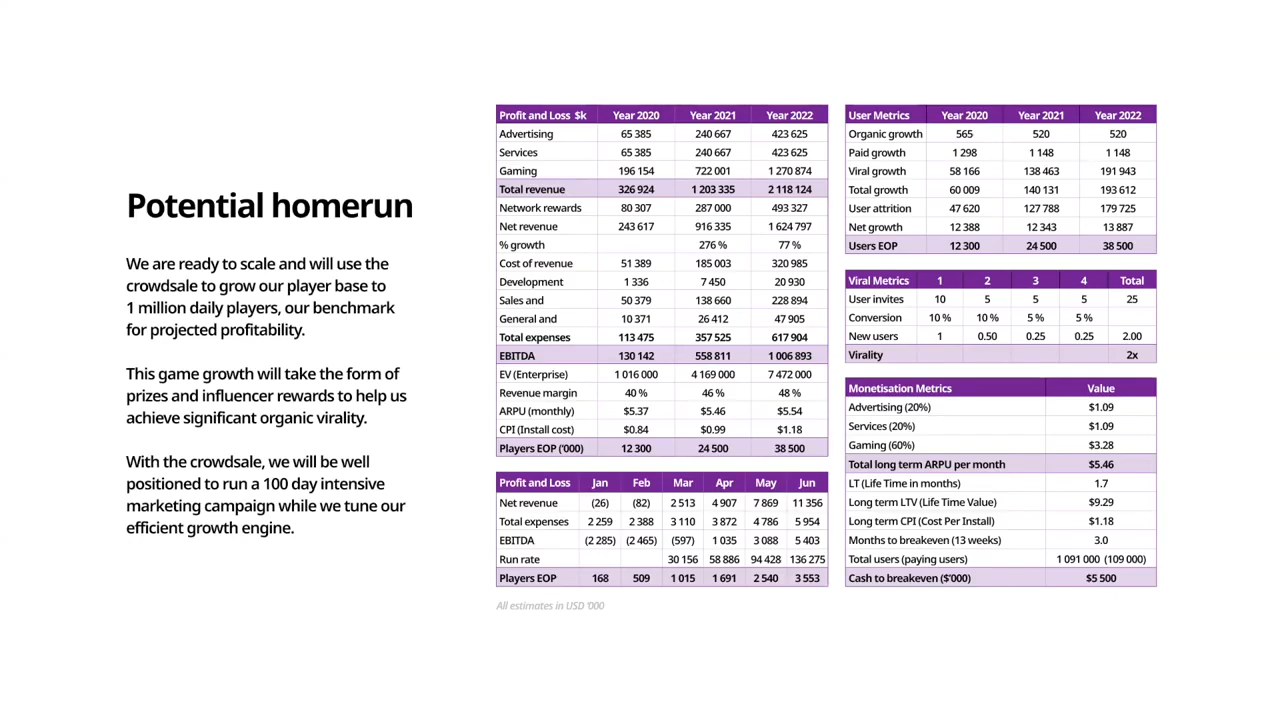 Potential homerun
We are ready to scale and will use the
crowdsale to grow our player base to
1 million daily players, our benchmark
for projected profitability.
This game growth will take the form of
prizes and influencer rewards to help us
achieve significant organic virality.
With the crowdsale, we will be well
positioned to run a 100 day intensive
marketing campaign while we tune our
efficient growth engine.
Profit and Loss $k Year 2020 Year 2021 Year 2022
Advertising 65 385 240 667 423 625
Services 65 385 240 667 423 625
Gaming 196 154 722 001 1 270 874
Total revenue 326 924 1 203 335 2 118 124
Network rewards 80 307 287 000 493 327
Net revenue 243 617 916 335 1 624 797
% growth 276 % 77 %
Cost of revenue 51 389 185 003 320 985
Development 1 336 7 450 20 930
Sales and 50 379 138 660 228 894
General and 10 371 26 412 47 905
Total expenses 113 475 357 525 617 904
EBITDA 130 142 558 811 1 006 893
EV (Enterprise) 1 016 000 4 169 000 7 472 000
Revenue margin 40 % 46 % 48 %
ARPU (monthly) $5.37 $5.46 $5.54
CPI (Install cost) $0.84 $0.99 $1.18
Players EOP ('000) 12 300 24 500 38 500
Profit and Loss Jan Feb Mar Apr May Jun
Net revenue (26) (82) 2 513 4 907 7 869 11 356
Total expenses 2 259 2 388 3 110 3 872 4 786 5 954
EBITDA (2 285) (2 465) (597) 1 035 3 088 5 403
Run rate 30 156 58 886 94 428 136 275
Players EOP 168 509 1 015 1 691 2 540 3 553
All estimates in USD '000
User Metrics Year 2020 Year 2021 Year 2022
Organic growth 565 520 520
Paid growth 1 298 1 148 1 148
Viral growth 58 166 138 463 191 943
Total growth 60 009 140 131 193 612
User attrition 47 620 127 788 179 725
Net growth 12 388 12 343 13 887
Users EOP 12 300 24 500 38 500
Viral Metrics 1 2 3 4 Total
User invites 10 5 5 5 25
Conversion 10 % 10 % 5 % 5 %
New users 1 0.50 0.25 0.25 2.00
Virality 2x
Monetisation Metrics Value
Advertising (20%) $1.09
Services (20%) $1.09
Gaming (60%) $3.28
Total long term ARPU per month $5.46
LT (Life Time in months) 1.7
Long term LTV (Life Time Value) $9.29
Long term CPI (Cost Per Install) $1.18
Months to breakeven (13 weeks) 3.0
Total users (paying users) 1 091 000 (109 000)
Cash to breakeven ($'000) $5 500